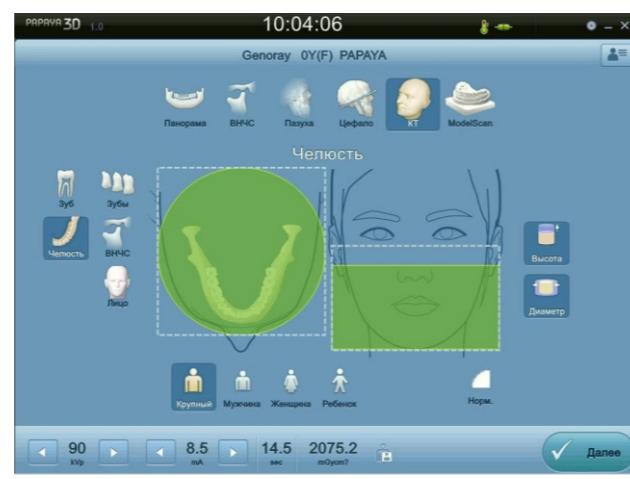 PAPAYA 3D 1.0 10:04:06
Genoray 0Y(F) PAPAYA
Панорама ВНЧС Пазуха Цефало КТ ModelScan
Челюсть
Зуб Зубы
Челюсть ВНЧС
Лицо
Высота
Диаметр
Крупный Мужчина Женщина Ребенок Норм.
90 8.5 14.5 2075.2
kVp mA sec mGycm?
Далее